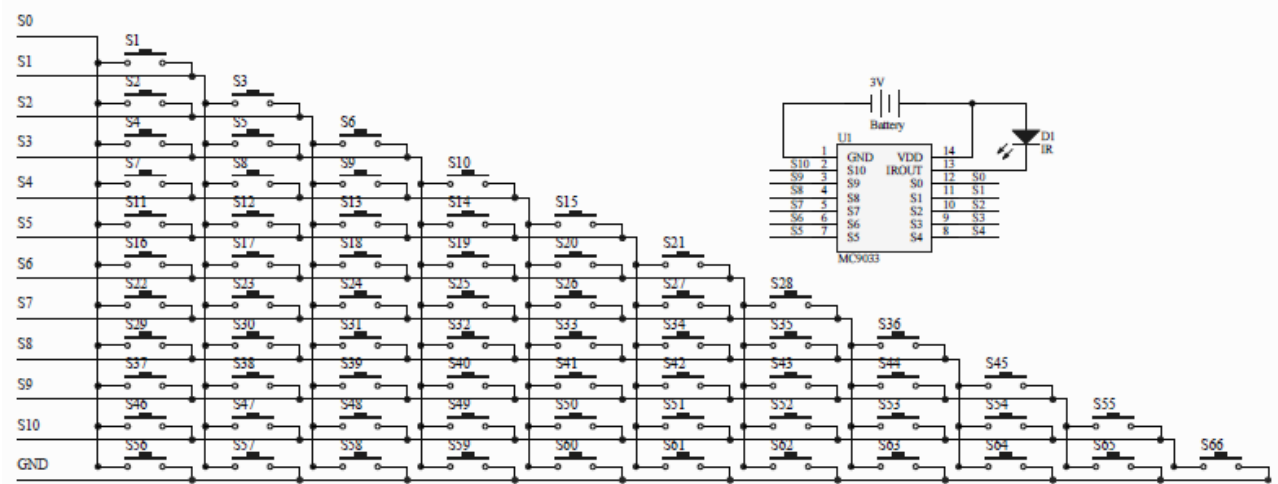 S0
S1
S1
S2 S3
S2
S4 S5 S6
S3
S7 S8 S9 S10
S4
S11 S12 S13 S14 S15
S5
S16 S17 S18 S19 S20 S21
S6
S22 S23 S24 S25 S26 S27 S28
S7
S29 S30 S31 S32 S33 S34 S35 S36
S8
S37 S38 S39 S40 S41 S42 S43 S44 S45
S9
S46 S47 S48 S49 S50 S51 S52 S53 S54 S55
S10
S56 S57 S58 S59 S60 S61 S62 S63 S64 S65 S66
GND
3V
Battery
D1
IR
U1
1 GND VDD 14
S10 2 S10 IROUT 13
S9 3 S9 S0 12 S0
S8 4 S8 S1 11 S1
S7 5 S7 S2 10 S2
S6 6 S6 S3 9 S3
S5 7 S5 S4 8 S4
MC9033